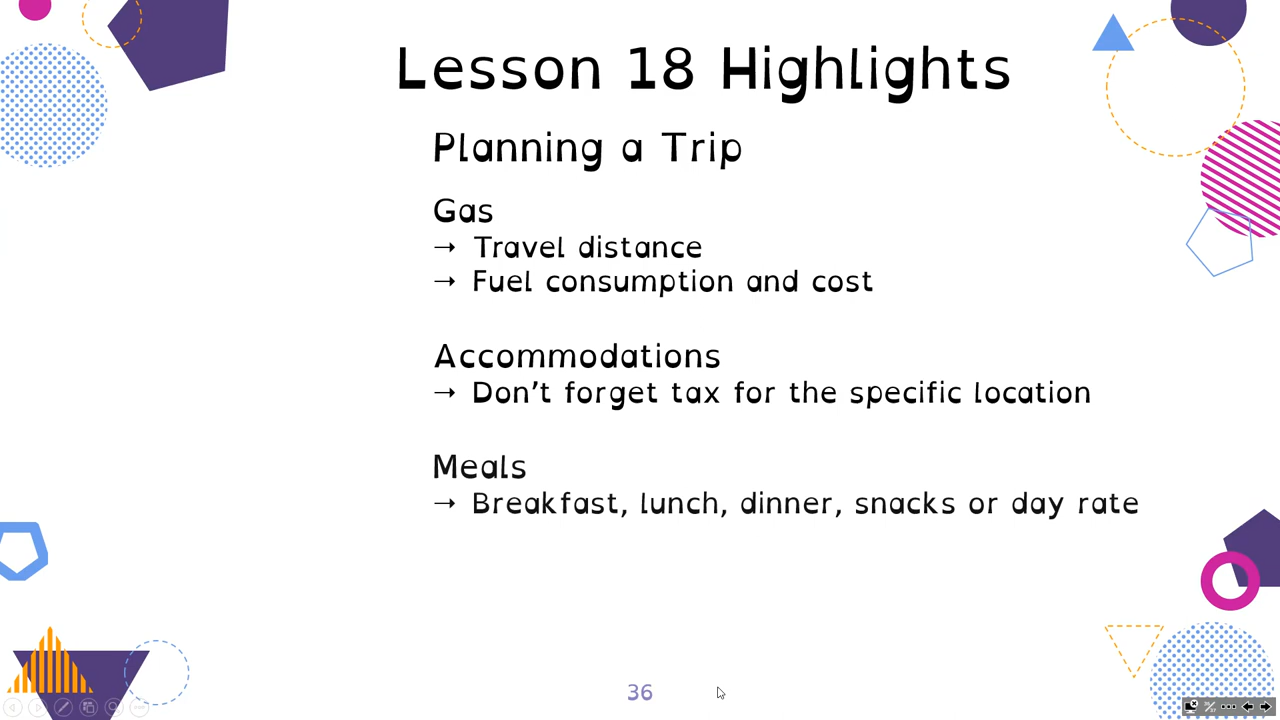 Lesson 18 Highlights
Planning a Trip
Gas
→ Travel distance
→ Fuel consumption and cost
Accommodations
→ Don't forget tax for the specific location
Meals
→ Breakfast, lunch, dinner, snacks or day rate
36